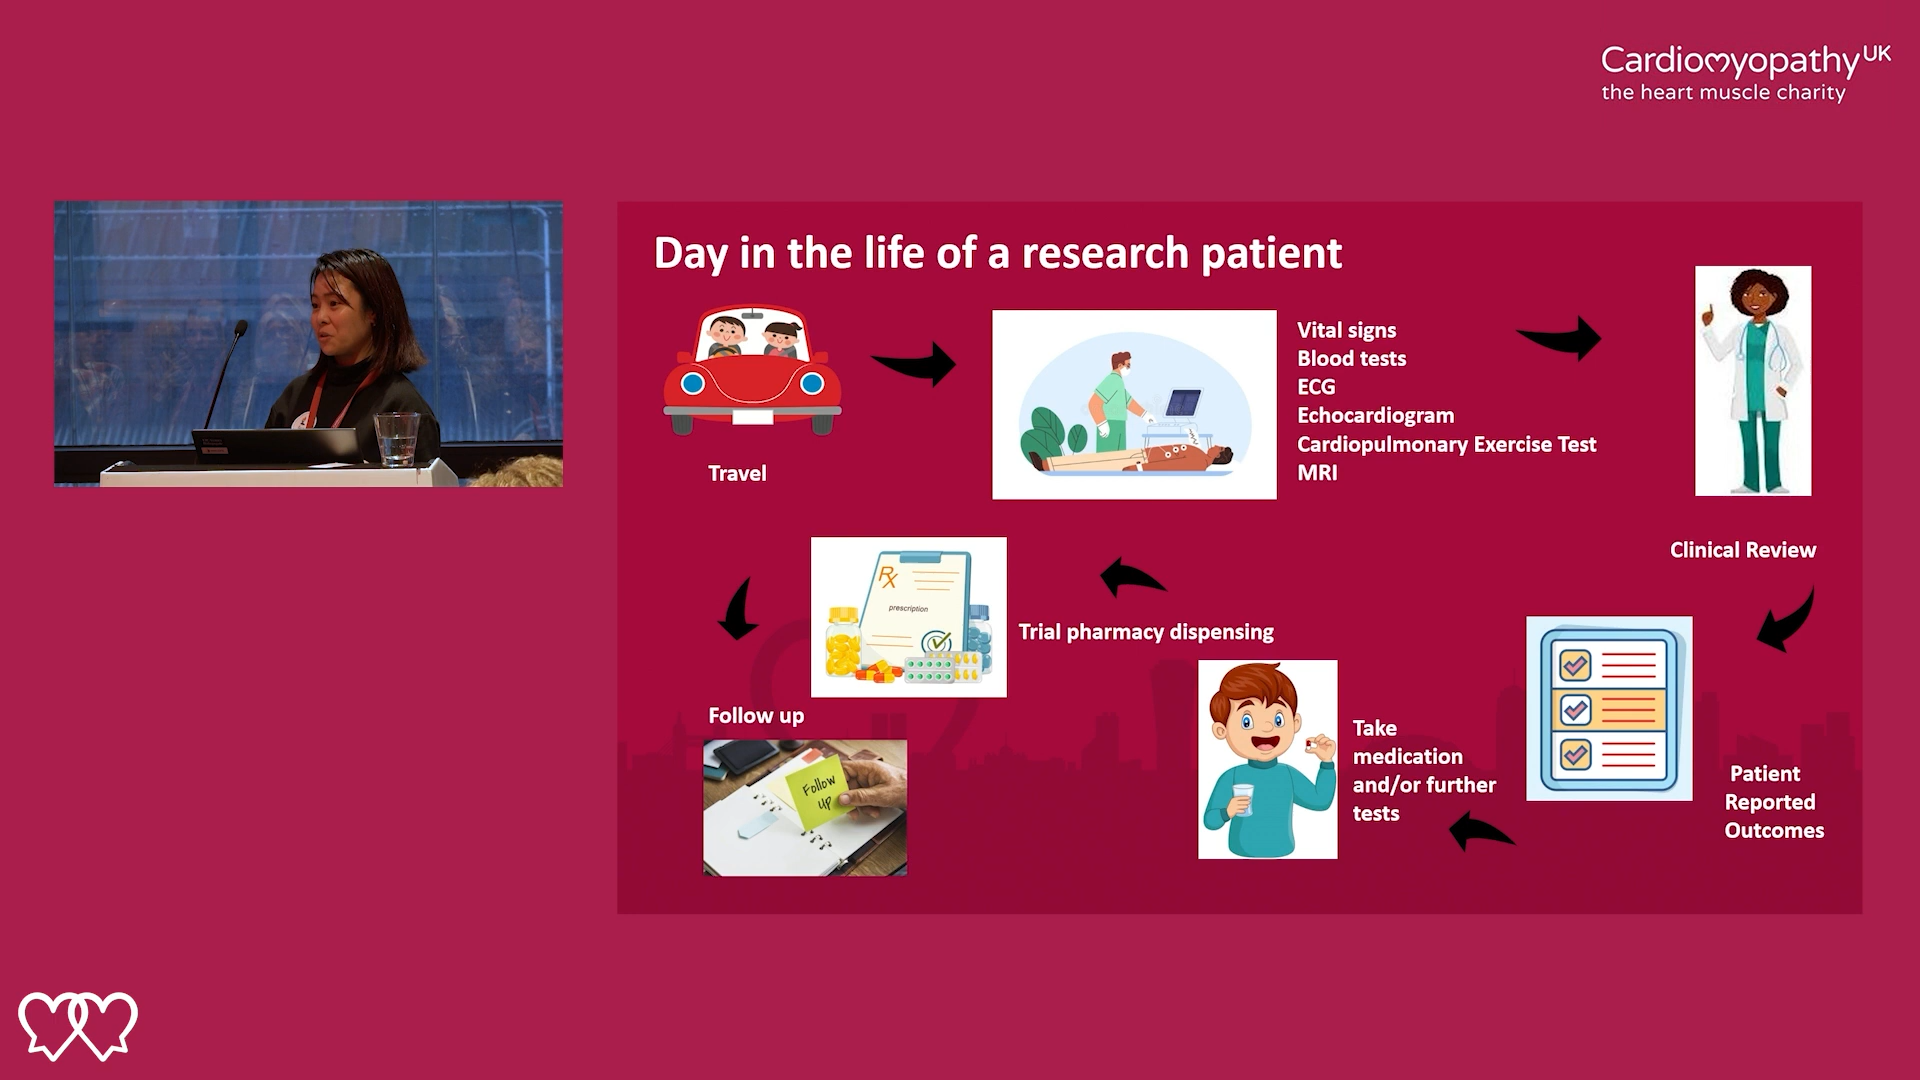 Cardiomyopathy UK
the heart muscle charity
Day in the life of a research patient
Travel
Vital signs
Blood tests
ECG
Echocardiogram
Cardiopulmonary Exercise Test
MRI
Clinical Review
Patient
Reported
Outcomes
Take
medication
and/or further
tests
Trial pharmacy dispensing
Rx
prescription
Follow up
Follow
up